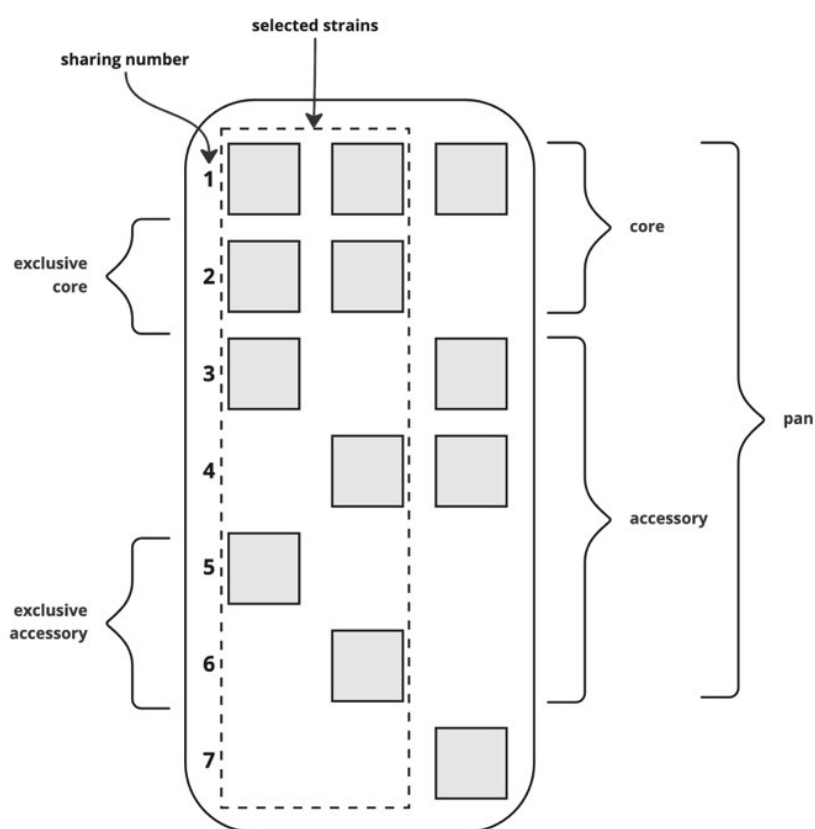 selected strains
sharing number
1
core
2
exclusive
core
3
pan
4
accessory
5
exclusive
accessory
6
7